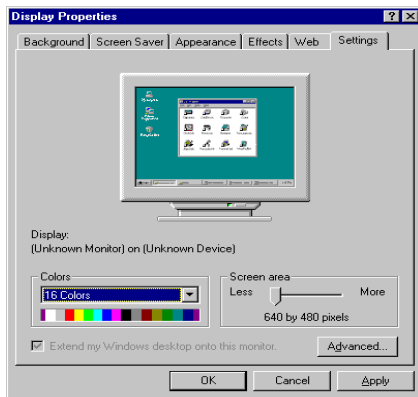 Display Properties
Background Screen Saver Appearance Effects Web Settings
Display:
(Unknown Monitor) on (Unknown Device)
Colors
16 Colors
Screen area
Less More
640 by 480 pixels
Extend my Windows desktop onto this monitor.
Advanced...
OK Cancel Apply